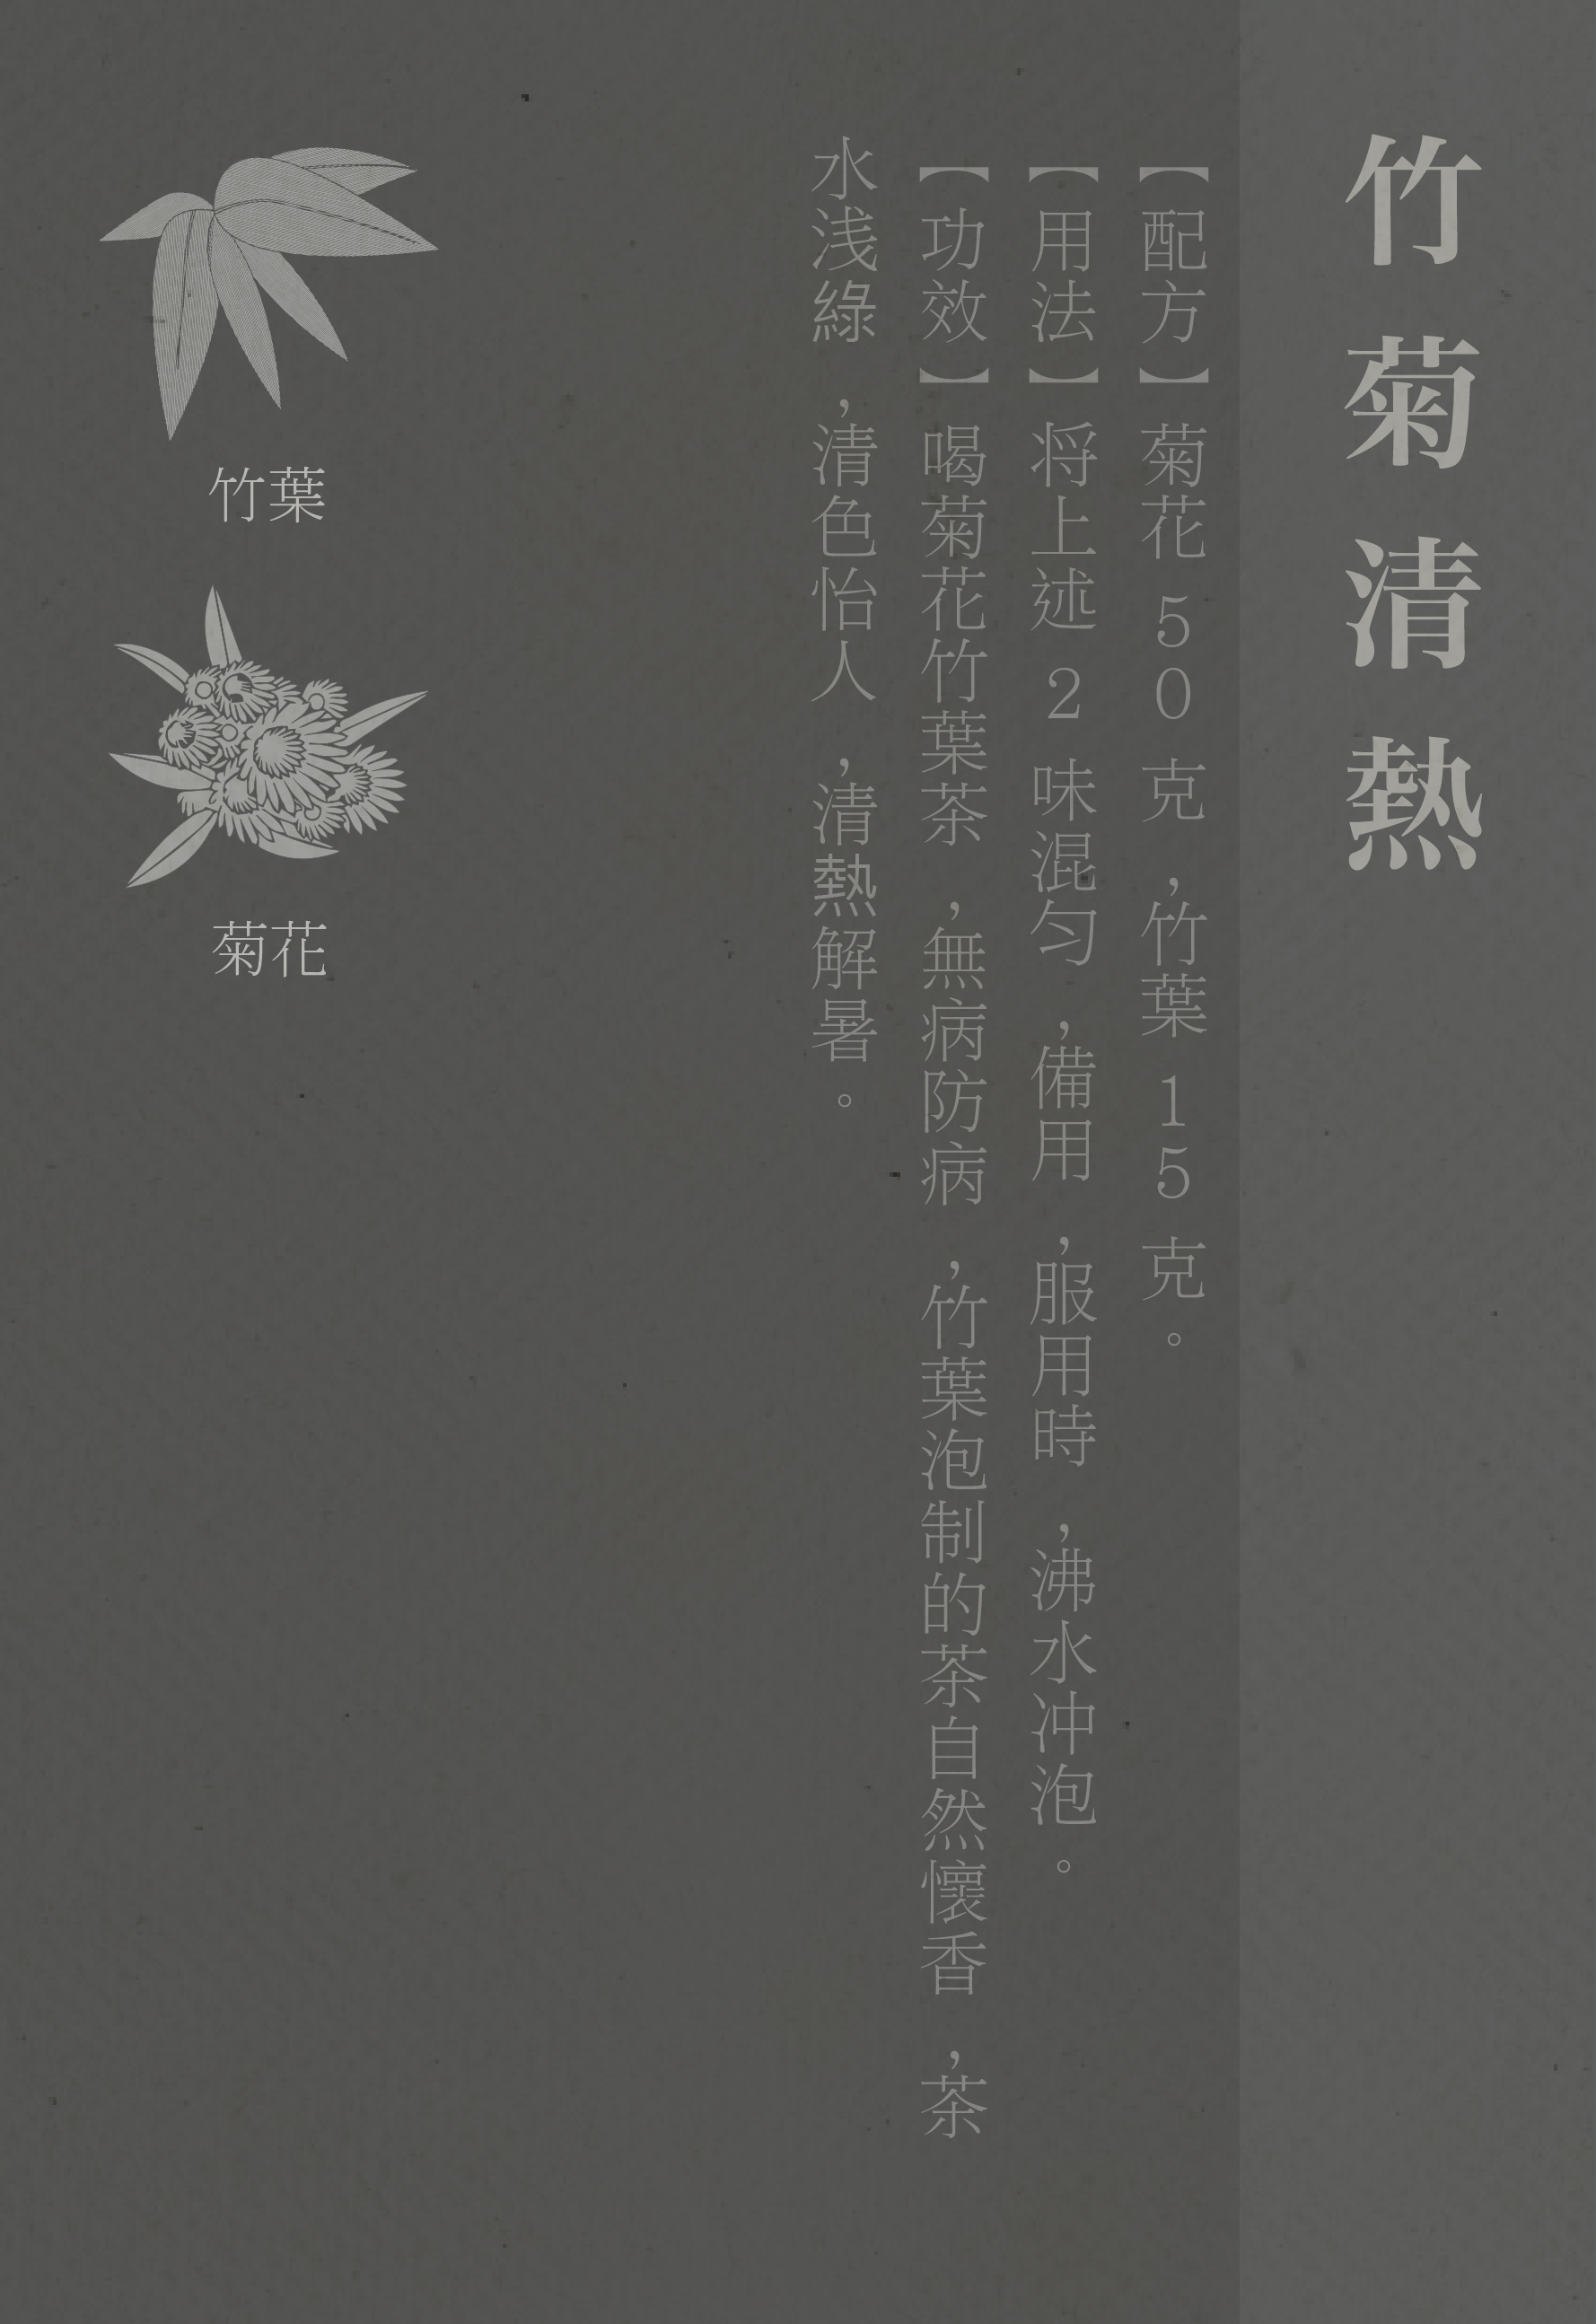 竹菊清熱
【配方】菊花50克,竹葉15克。
【用法】将上述2味混匀,備用,服用時,沸水冲泡。
【功效】喝菊花竹葉茶,無病防病,竹葉泡制的茶自然懷香,茶
水浅綠,清色怡人,清熱解暑。
竹葉
菊花